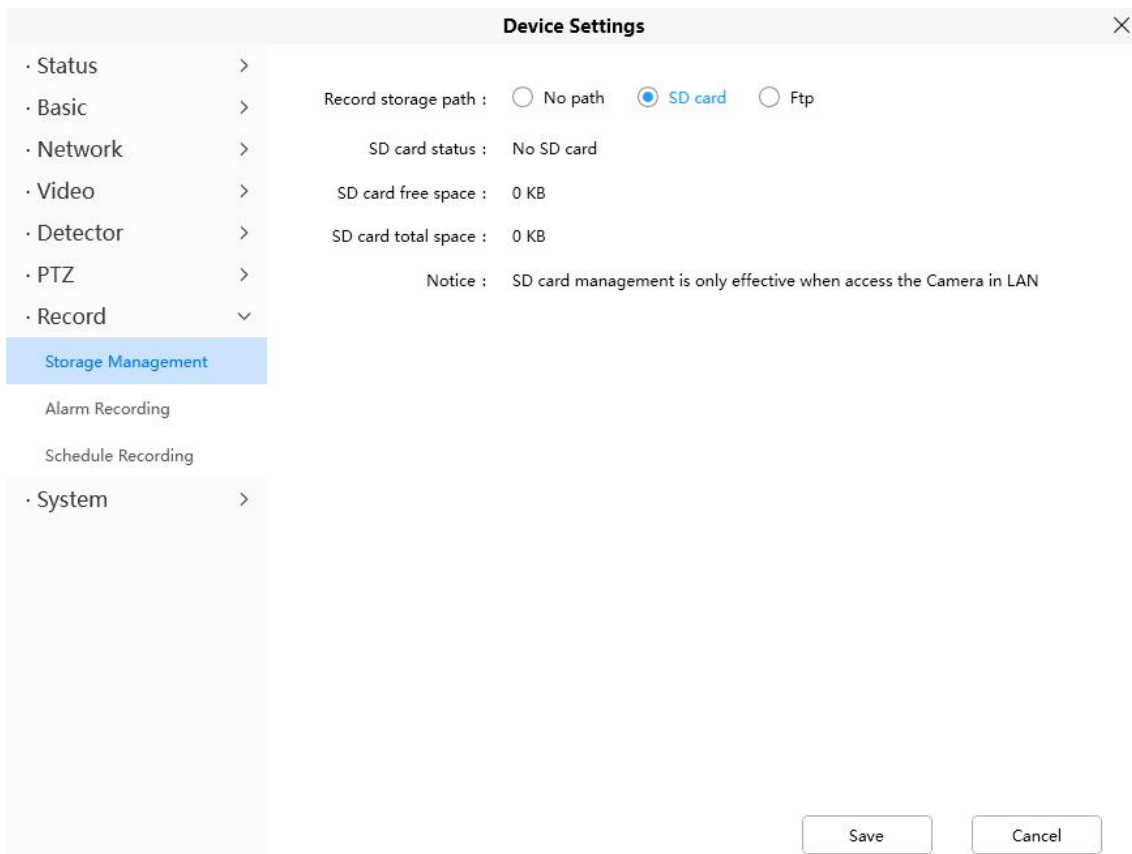 Device Settings
· Status
· Basic
· Network
· Video
· Detector
· PTZ
· Record
Storage Management
Alarm Recording
Schedule Recording
· System
Record storage path : No path SD card Ftp
SD card status : No SD card
SD card free space : 0 KB
SD card total space : 0 KB
Notice : SD card management is only effective when access the Camera in LAN
Save Cancel